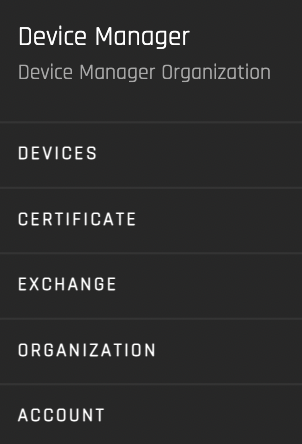 Device Manager
Device Manager Organization
DEVICES
CERTIFICATE
EXCHANGE
ORGANIZATION
ACCOUNT